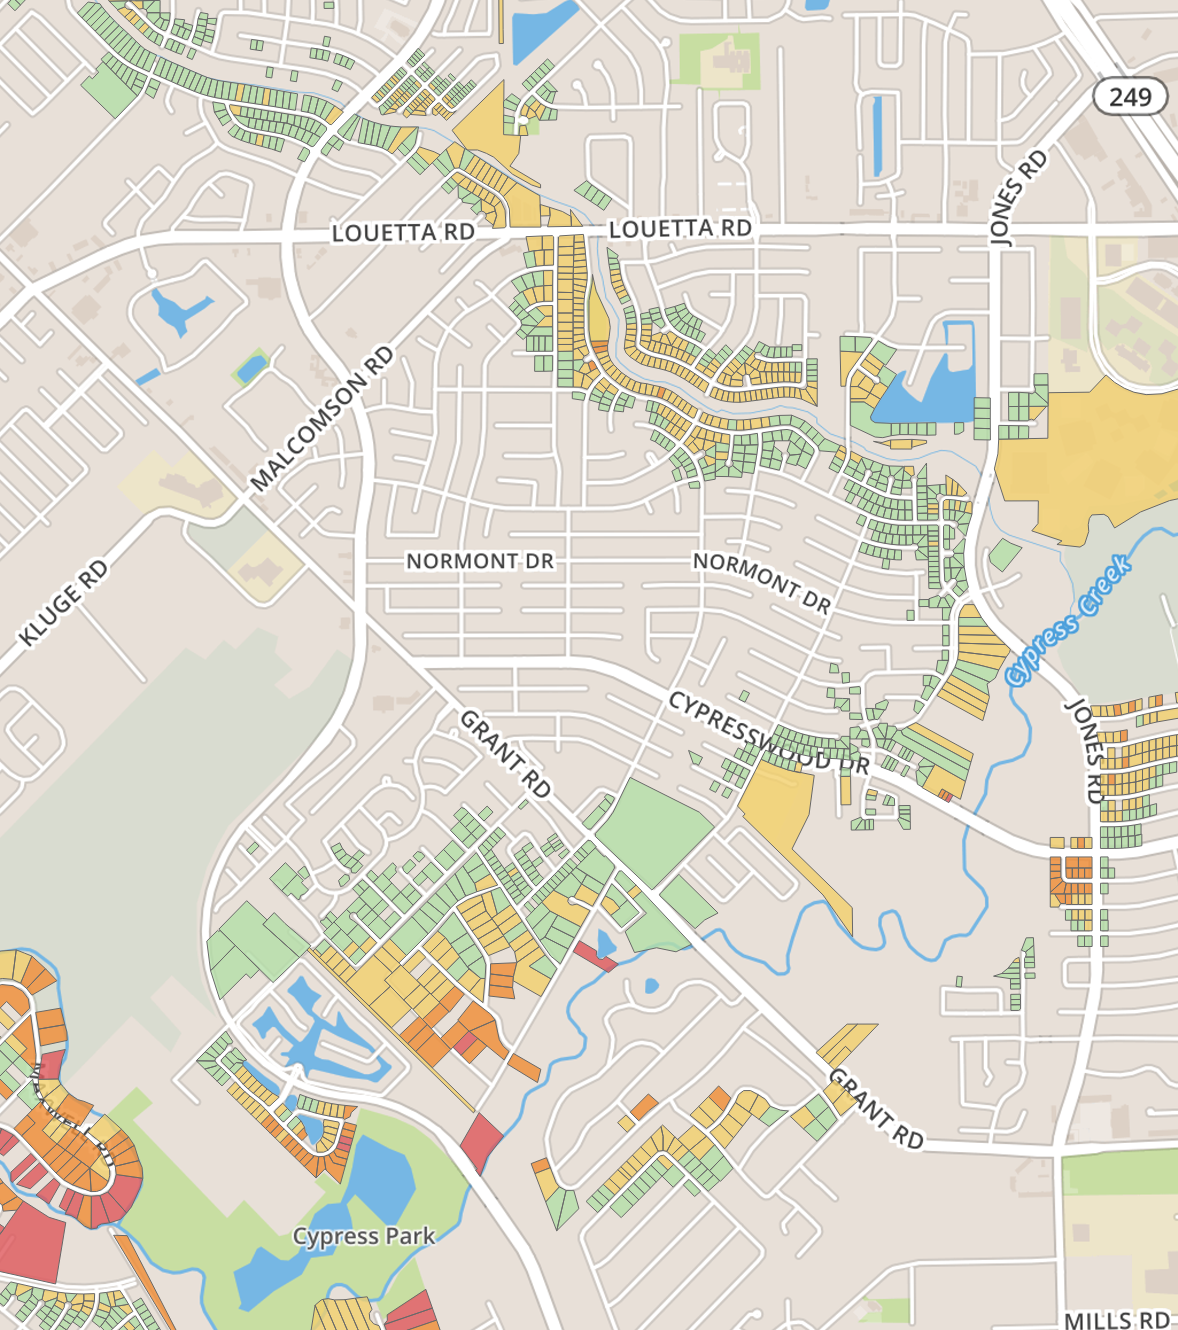 249
JONES RD
LOUETTA RD
LOUETTA RD
MALCOMSON RD
NORMONT DR
NORMONT DR
KLUGE RD
Cypress Creek
CYPRESSWOOD DR
GRANT RD
JONES RD
GRANT RD
Cypress Park
MILLS RD